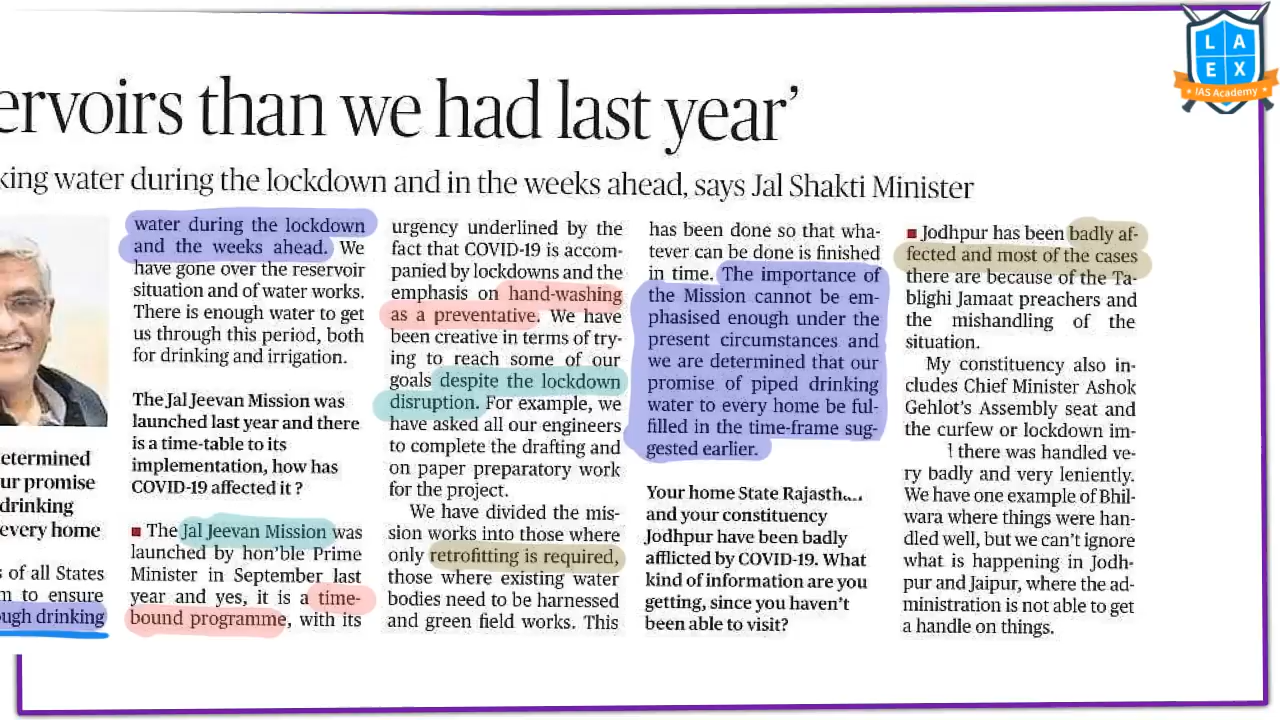 LA
EX
IAS Academy
ervoirs than we had last year’
king water during the lockdown and in the weeks ahead, says Jal Shakti Minister
etermined
ur promise
drinking
every home
s of all States
m to ensure
ugh drinking
water during the lockdown
and the weeks ahead. We
have gone over the reservoir
situation and of water works.
There is enough water to get
us through this period, both
for drinking and irrigation.
The Jal Jeevan Mission was
launched last year and there
is a time-table to its
implementation, how has
COVID-19 affected it ?
■ The Jal Jeevan Mission was
launched by hon’ble Prime
Minister in September last
year and yes, it is a time-
bound programme, with its
urgency underlined by the
fact that COVID-19 is accom-
panied by lockdowns and the
emphasis on hand-washing
as a preventative. We have
been creative in terms of try-
ing to reach some of our
goals despite the lockdown
disruption. For example, we
have asked all our engineers
to complete the drafting and
on paper preparatory work
for the project.
We have divided the mis-
sion works into those where
only retrofitting is required,
those where existing water
bodies need to be harnessed
and green field works. This
has been done so that wha-
tever can be done is finished
in time. The importance of
the Mission cannot be em-
phasised enough under the
present circumstances and
we are determined that our
promise of piped drinking
water to every home be ful-
filled in the time-frame sug-
gested earlier.
Your home State
and your constituency
Jodhpur have been badly
afflicted by COVID-19. What
kind of information are you
getting, since you haven’t
been able to visit?
■ Jodhpur has been badly af-
fected and most of the cases
there are because of the Ta-
blighi Jamaat preachers and
the mishandling of the
situation.
My constituency also in-
cludes Chief Minister Ashok
Gehlot’s Assembly seat and
the curfew or lockdown im-
there was handled ve-
ry badly and very leniently.
We have one example of Bhil-
wara where things were han-
dled well, but we can’t ignore
what is happening in Jodh-
pur and Jaipur, where the ad-
ministration is not able to get
a handle on things.